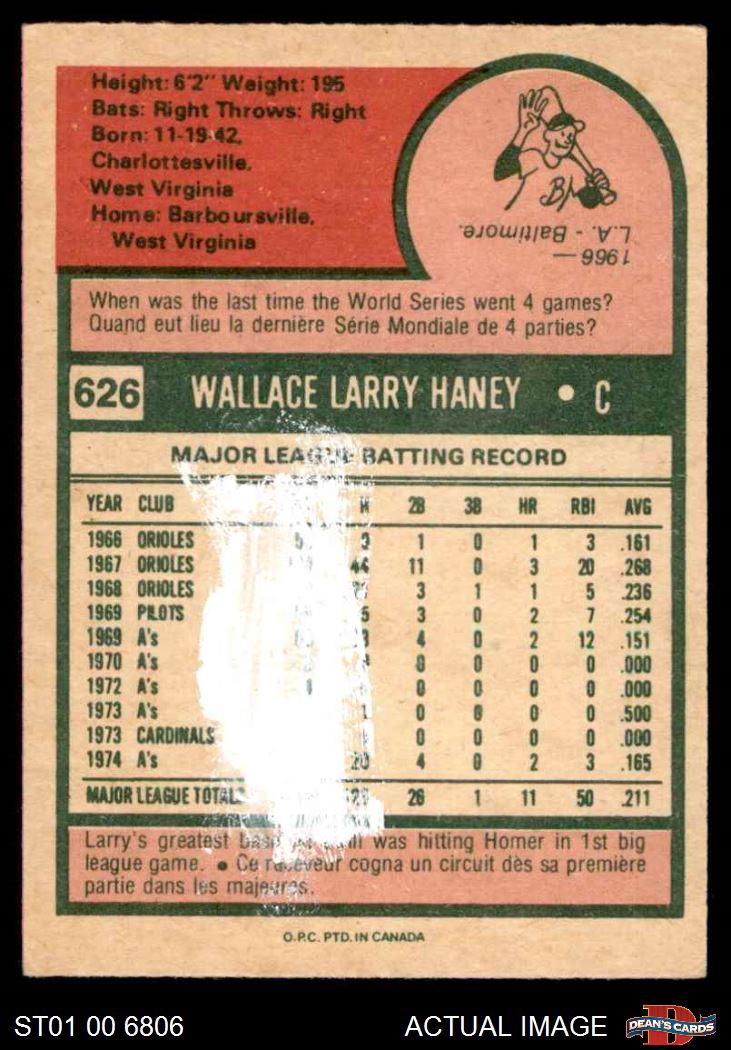 Height: 6'2" Weight: 195
Bats: Right Throws: Right
Born: 11-19-42,
Charlottesville,
West Virginia
Home: Barboursville,
West Virginia
1966 —
L.A. - Baltimore.
When was the last time the World Series went 4 games?
Quand eut lieu la dernière Série Mondiale de 4 parties?
626 WALLACE LARRY HANEY • C
MAJOR LEAGUE BATTING RECORD
YEAR CLUB H 2B 3B HR RBI AVG
1966 ORIOLES 1 0 1 3 .161
1967 ORIOLES 44 11 0 3 20 .268
1968 ORIOLES 3 1 1 5 .236
1969 PILOTS 3 0 2 7 .254
1969 A's 4 0 2 12 .151
1970 A's 0 0 0 0 .000
1972 A's 0 0 0 0 .000
1973 A's 1 0 0 0 0 .500
1973 CARDINALS 0 0 0 0 .000
1974 A's 20 4 0 2 3 .165
MAJOR LEAGUE TOTALS 26 1 11 50 .211
Larry's greatest was hitting Homer in 1st big
league game. • Ce receveur cogna un circuit dès sa première
partie dans les majeures.
O.P.C. PTD. IN CANADA
ST01 00 6806 ACTUAL IMAGE DEAN'S CARDS